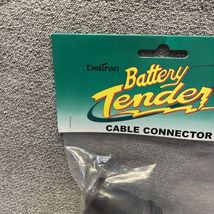 Deltran
Battery
Tender
CABLE CONNECTOR